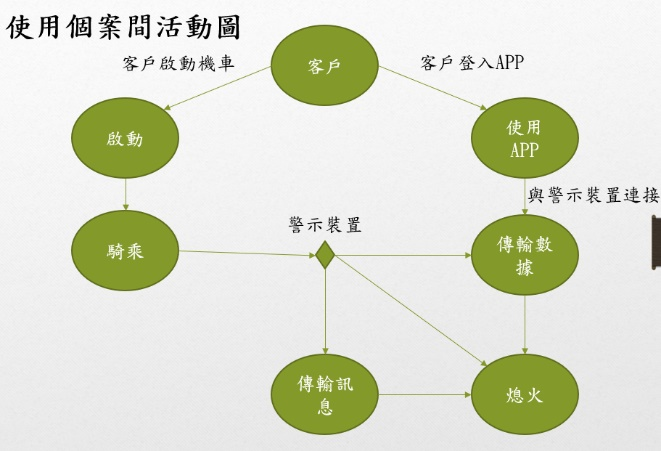 使用個案間活動圖
客戶啟動機車
客戶
客戶登入APP
啟動
使用
APP
與警示裝置連接
騎乘
警示裝置
傳輸數
據
傳輸訊
息
熄火